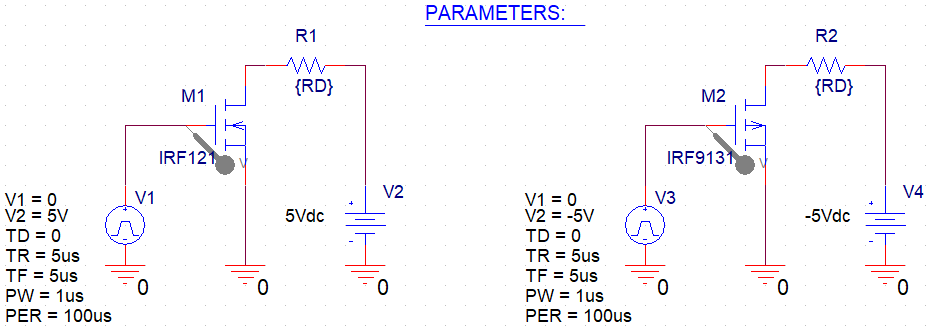 PARAMETERS:
R1
{RD}
M1
IRF121
V
V1
V1 = 0
V2 = 5V
TD = 0
TR = 5us
TF = 5us
PW = 1us
PER = 100us
V2
+
5Vdc
-
+
-
0
0
0
R2
{RD}
M2
IRF9131
V
V3
V1 = 0
V2 = -5V
TD = 0
TR = 5us
TF = 5us
PW = 1us
PER = 100us
V4
+
-5Vdc
-
+
-
0
0
0